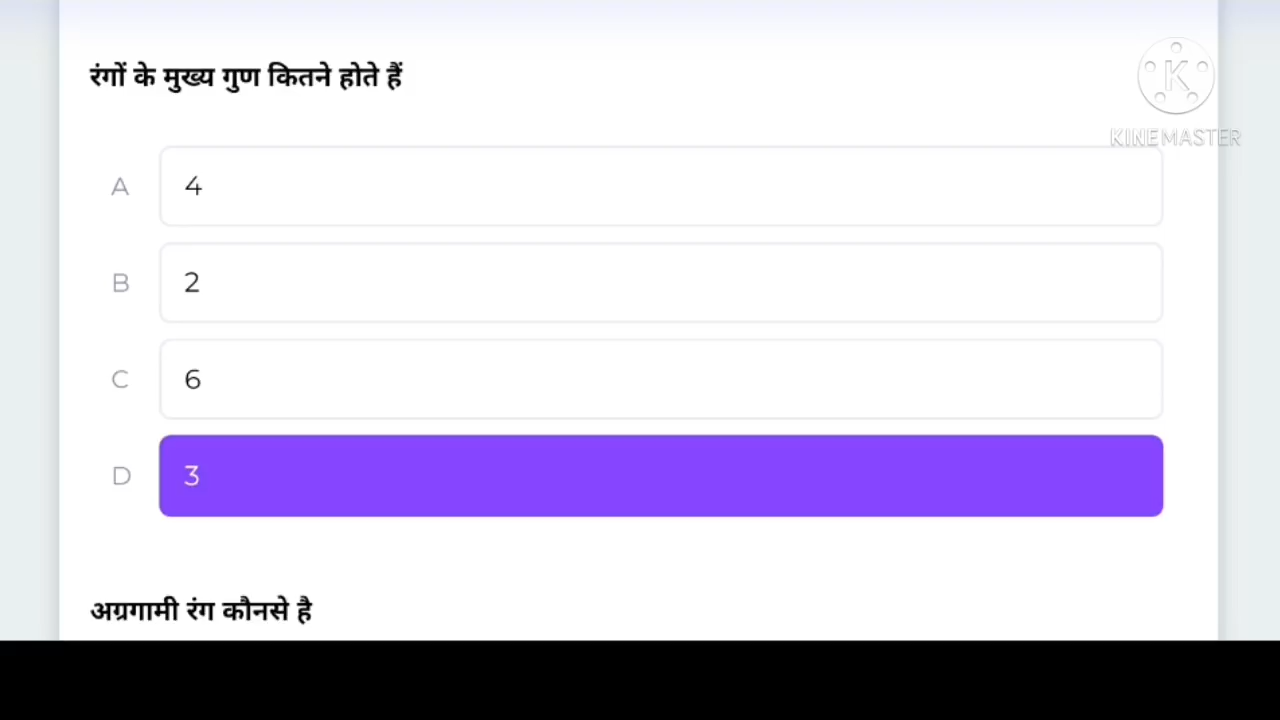 रंगों के मुख्य गुण कितने होते हैं
K
KINEMASTER
A 4
B 2
C 6
D 3
अग्रगामी रंग कौनसे है